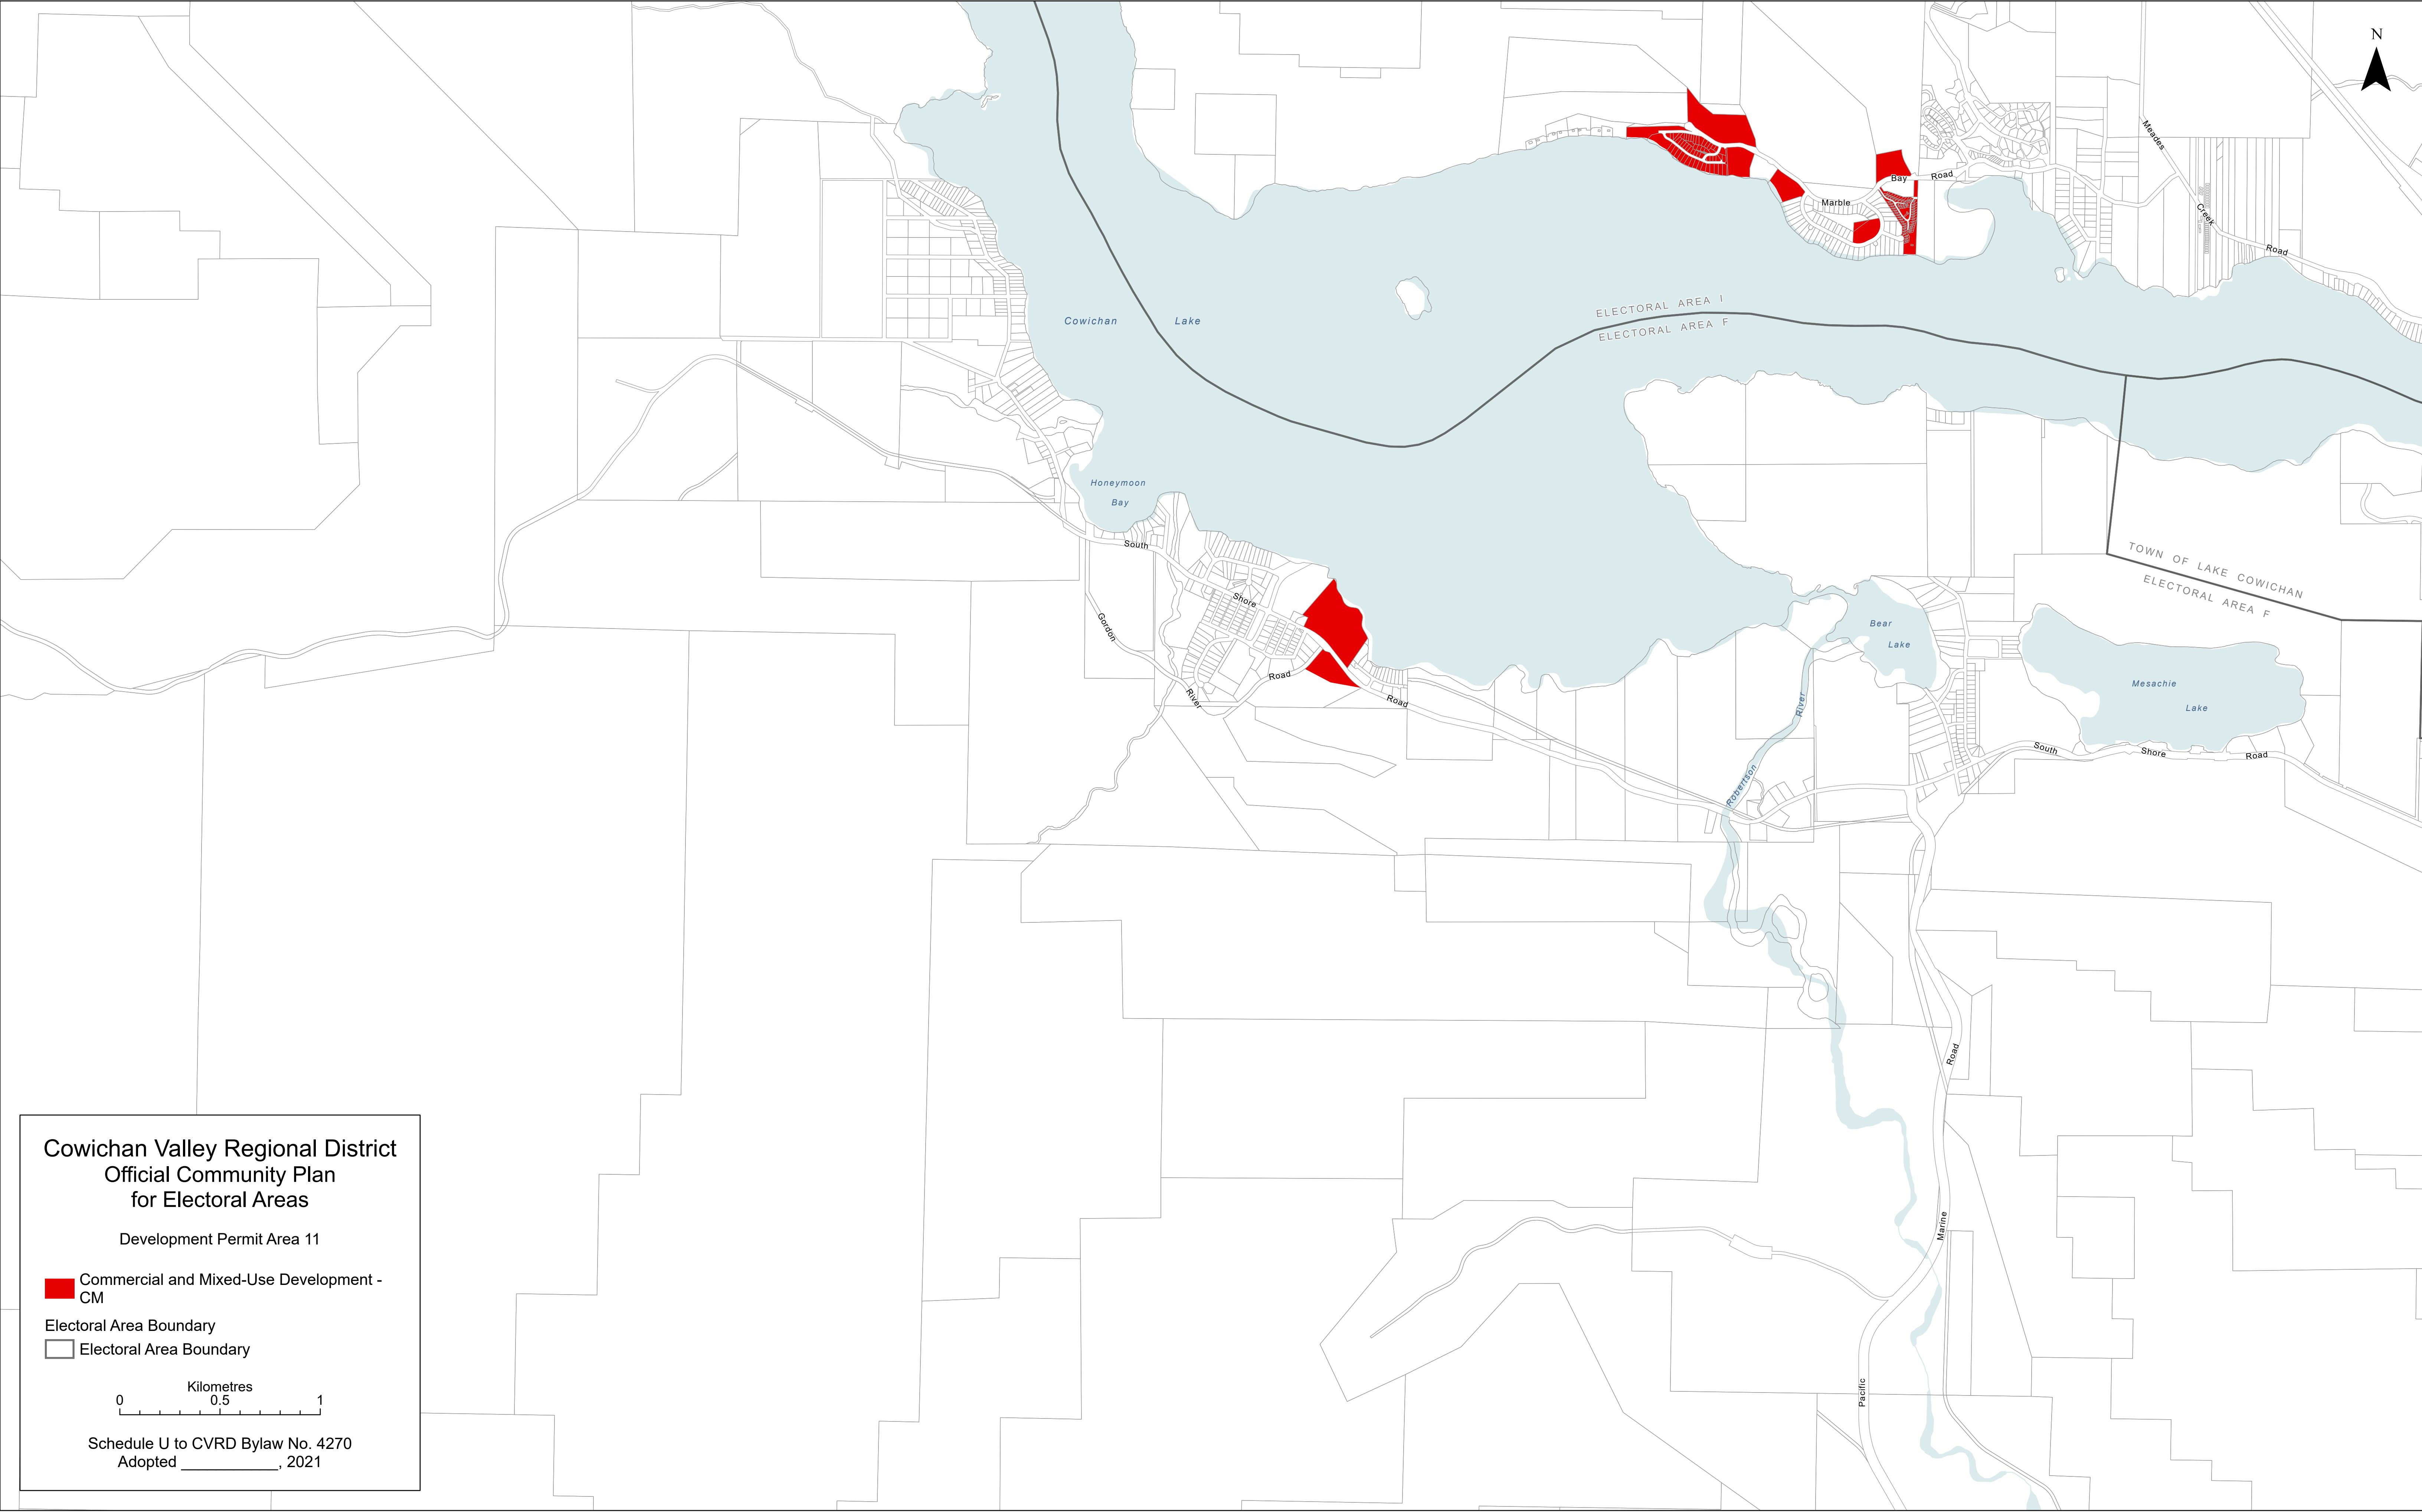 N
Meades
Creek
Road
Bay Road
Marble
ELECTORAL AREA I
ELECTORAL AREA F
Cowichan Lake
Honeymoon
Bay
South
Shore
Road
Gordon
River
Road
TOWN OF LAKE COWICHAN
ELECTORAL AREA F
Bear
Lake
Mesachie
Lake
River
Robertson
South Shore Road
Road
Marine
Pacific
Cowichan Valley Regional District
Official Community Plan
for Electoral Areas
Development Permit Area 11
Commercial and Mixed-Use Development -
CM
Electoral Area Boundary
Electoral Area Boundary
Kilometres
0 0.5 1
Schedule U to CVRD Bylaw No. 4270
Adopted ____________, 2021